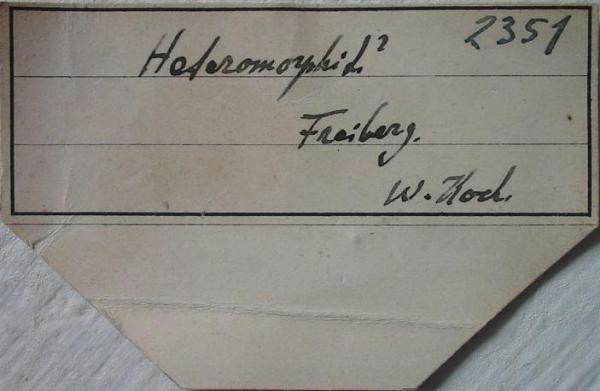 2351
Heteromorphit?
Freiberg.
W. Koch.